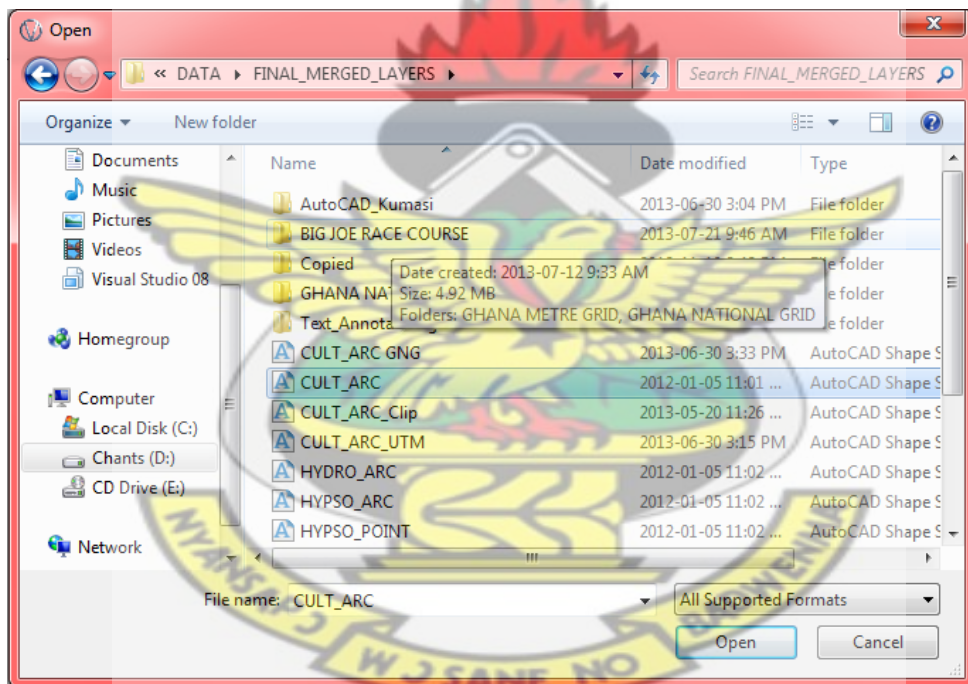 Open
« DATA ▸ FINAL_MERGED_LAYERS ▸
Search FINAL_MERGED_LAYERS
Organize ▾ New folder
Documents
Music
Pictures
Videos
Visual Studio 08
Homegroup
Computer
Local Disk (C:)
Chants (D:)
CD Drive (E:)
Network
Name Date modified Type
AutoCAD_Kumasi 2013-06-30 3:04 PM File folder
BIG JOE RACE COURSE 2013-07-21 9:46 AM File folder
Copied e folder
GHANA NAT e folder
Text_Annota e folder
Date created: 2013-07-12 9:33 AM
Size: 4.92 MB
Folders: GHANA METRE GRID, GHANA NATIONAL GRID
CULT_ARC GNG 2013-06-30 3:33 PM AutoCAD Shape S
CULT_ARC 2012-01-05 11:01 ... AutoCAD Shape S
CULT_ARC_Clip 2013-05-20 11:26 ... AutoCAD Shape S
CULT_ARC_UTM 2013-06-30 3:15 PM AutoCAD Shape S
HYDRO_ARC 2012-01-05 11:02 ... AutoCAD Shape S
HYPSO_ARC 2012-01-05 11:02 ... AutoCAD Shape S
HYPSO_POINT 2012-01-05 11:02 ... AutoCAD Shape S
File name: CULT_ARC All Supported Formats
Open Cancel
W J SANE NO